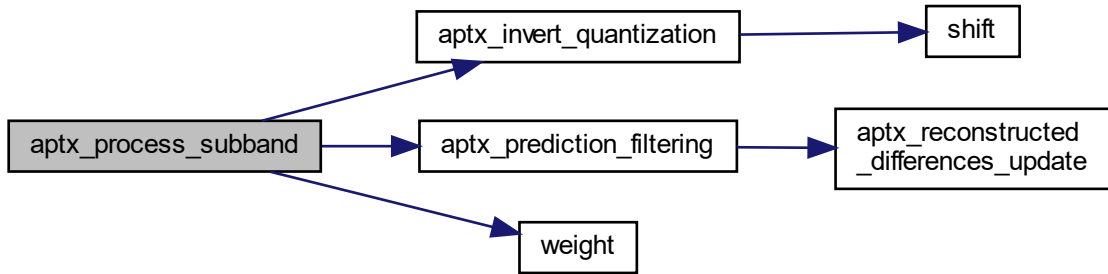 aptx_process_subband
aptx_invert_quantization
shift
aptx_prediction_filtering
aptx_reconstructed
_differences_update
weight